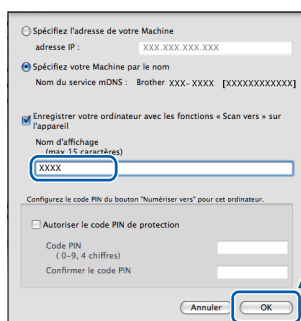 Spécifiez l'adresse de votre Machine
adresse IP : XXX.XXX.XXX.XXX
Spécifiez votre Machine par le nom
Nom du service mDNS : Brother XXX-XXXX [XXXXXXXXXXXX]
Enregistrer votre ordinateur avec les fonctions « Scan vers » sur
l'appareil
Nom d'affichage
(max 15 caractères)
XXXX
Configurez le code PIN du bouton "Numériser vers" pour cet ordinateur.
Autoriser le code PIN de protection
Code PIN
( 0-9, 4 chiffres)
Confirmer le code PIN
Annuler OK